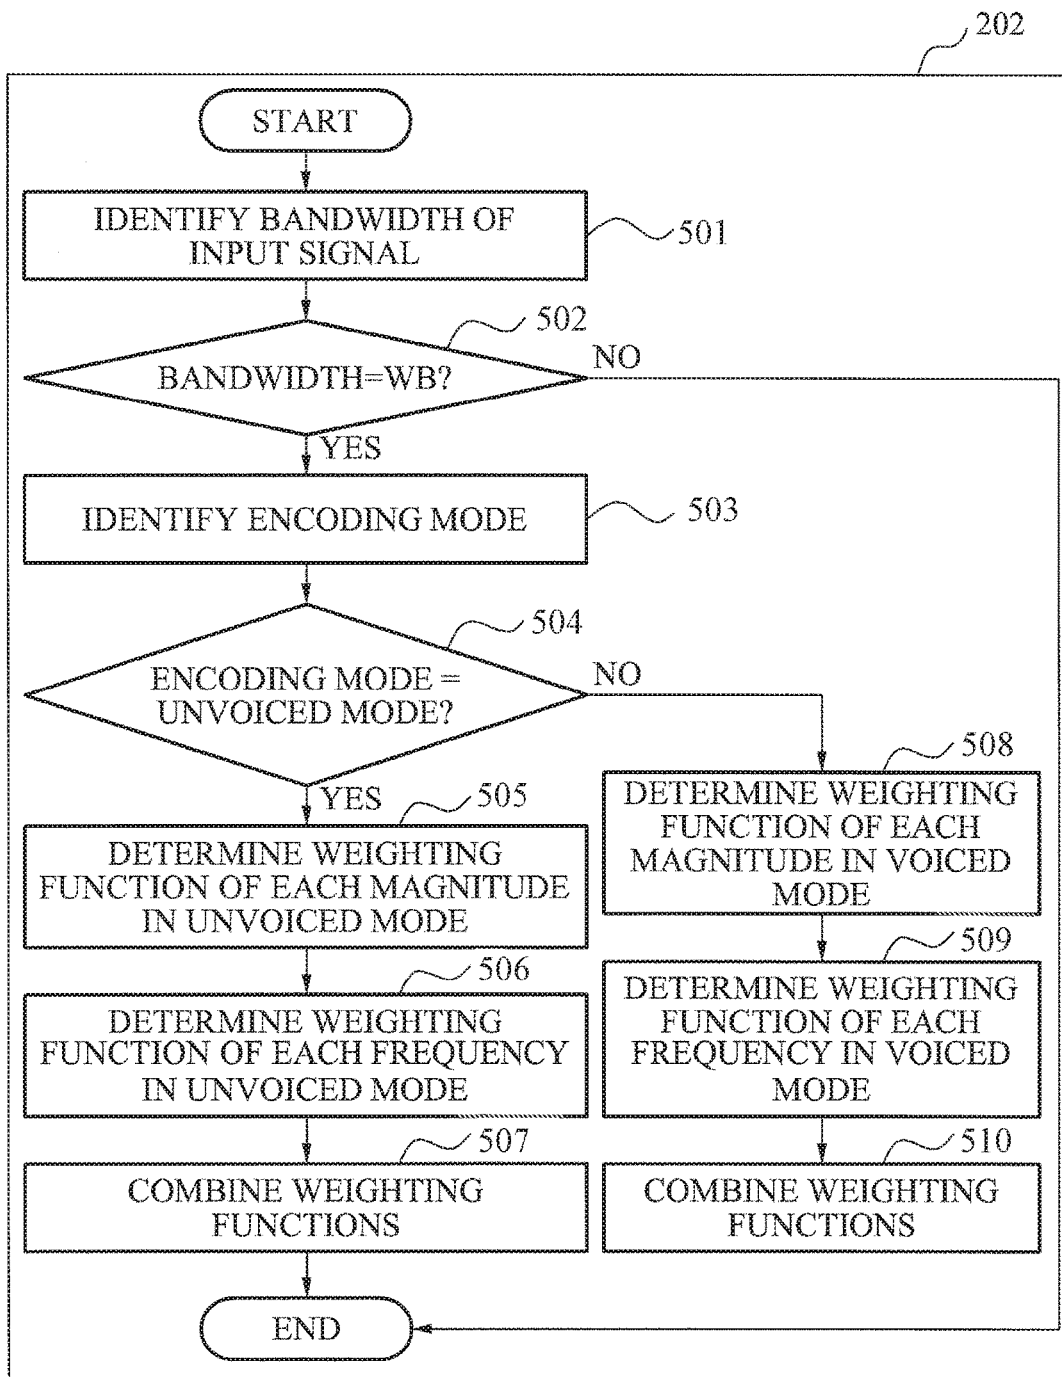 202
START
IDENTIFY BANDWIDTH OF
INPUT SIGNAL
501
502
BANDWIDTH=WB?
NO
YES
IDENTIFY ENCODING MODE
503
504
ENCODING MODE =
UNVOICED MODE?
NO
YES
505
DETERMINE WEIGHTING
FUNCTION OF EACH MAGNITUDE
IN UNVOICED MODE
508
DETERMINE WEIGHTING
FUNCTION OF EACH
MAGNITUDE IN VOICED
MODE
506
DETERMINE WEIGHTING
FUNCTION OF EACH FREQUENCY
IN UNVOICED MODE
509
DETERMINE WEIGHTING
FUNCTION OF EACH
FREQUENCY IN VOICED
MODE
507
COMBINE WEIGHTING
FUNCTIONS
510
COMBINE WEIGHTING
FUNCTIONS
END